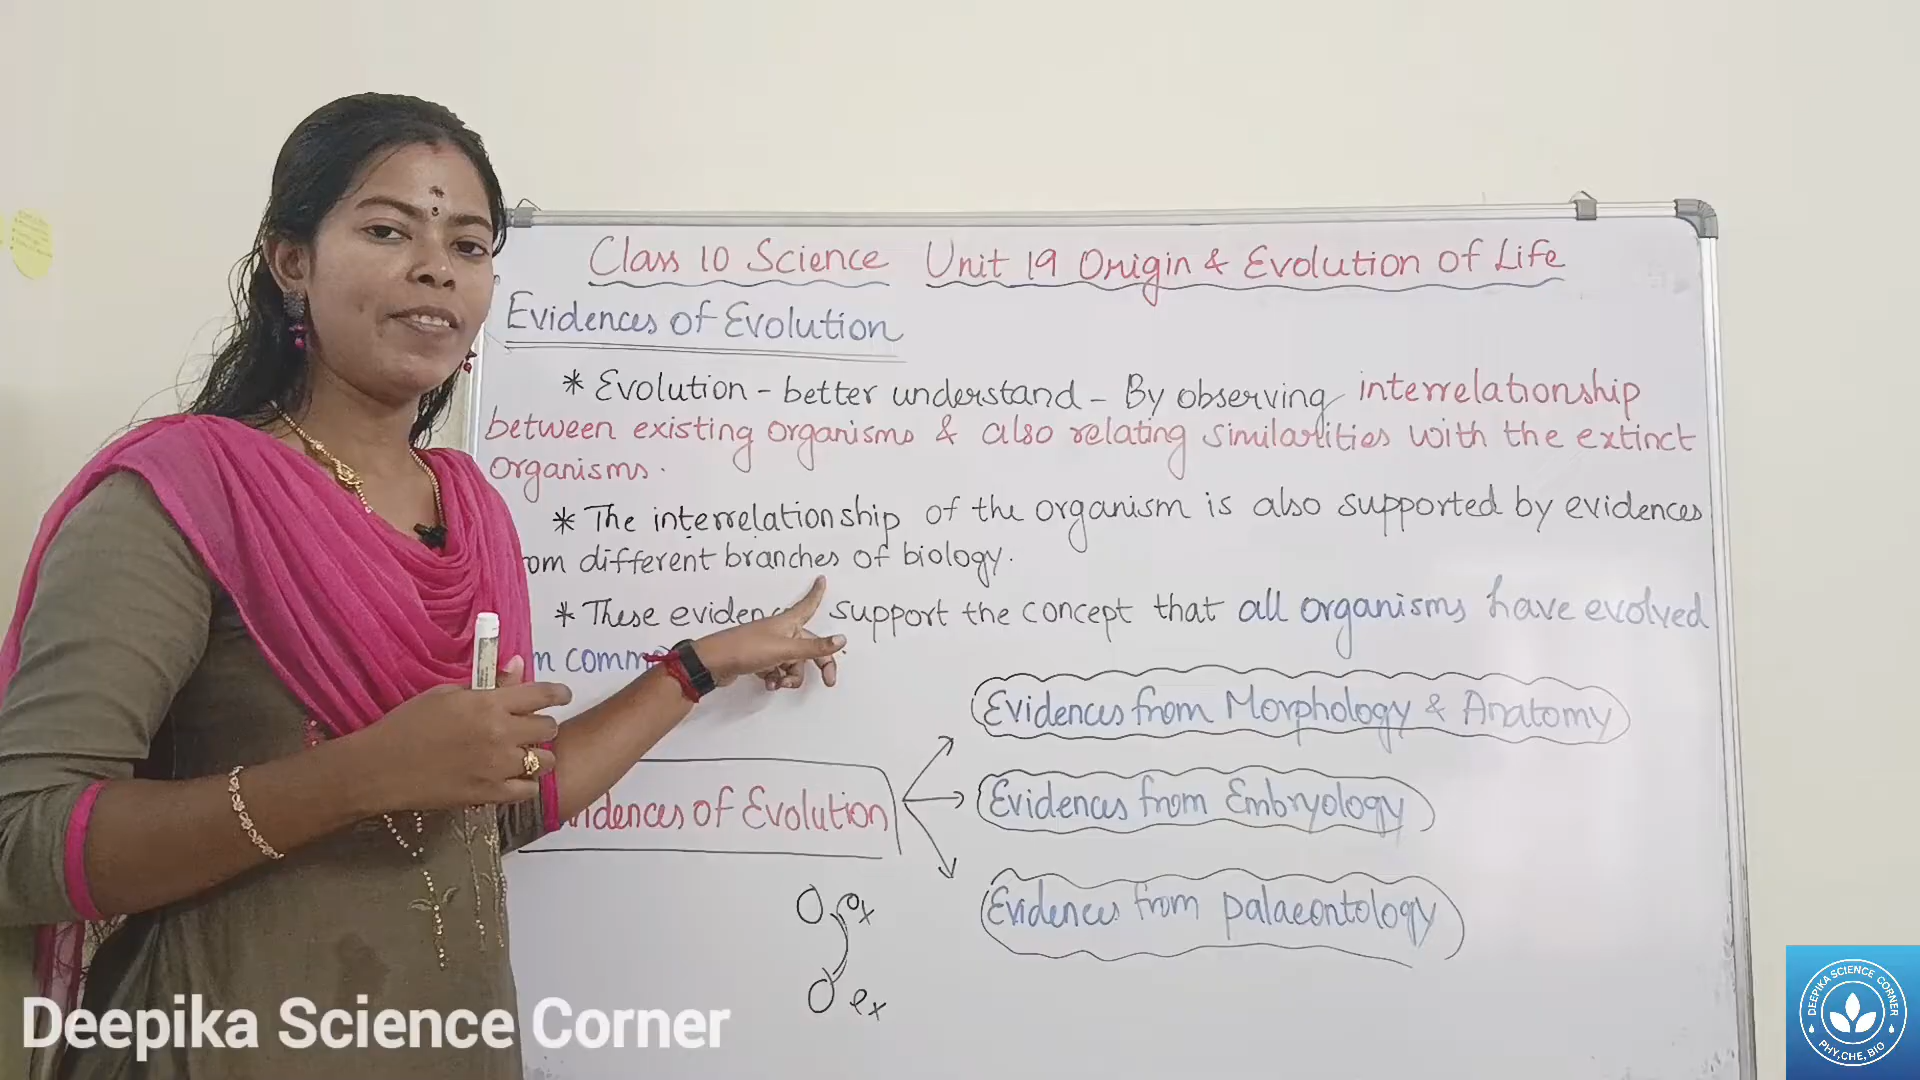 Class 10 Science Unit 19 Origin & Evolution of Life
Evidences of Evolution
* Evolution - better understand - By observing interrelationship
between existing organisms & also relating similarities with the extinct
organisms.
* The interrelationship of the organism is also supported by evidences
om different branches of biology.
* These evidenc support the concept that all organisms have evolved
m comm
Evidences from Morphology & Anatomy
idences of Evolution
Evidences from Embryology
Evidences from palaeontology
O ex
O ex
Deepika Science Corner
DEEPIKA SCIENCE CORNER
PHY, CHE, BIO